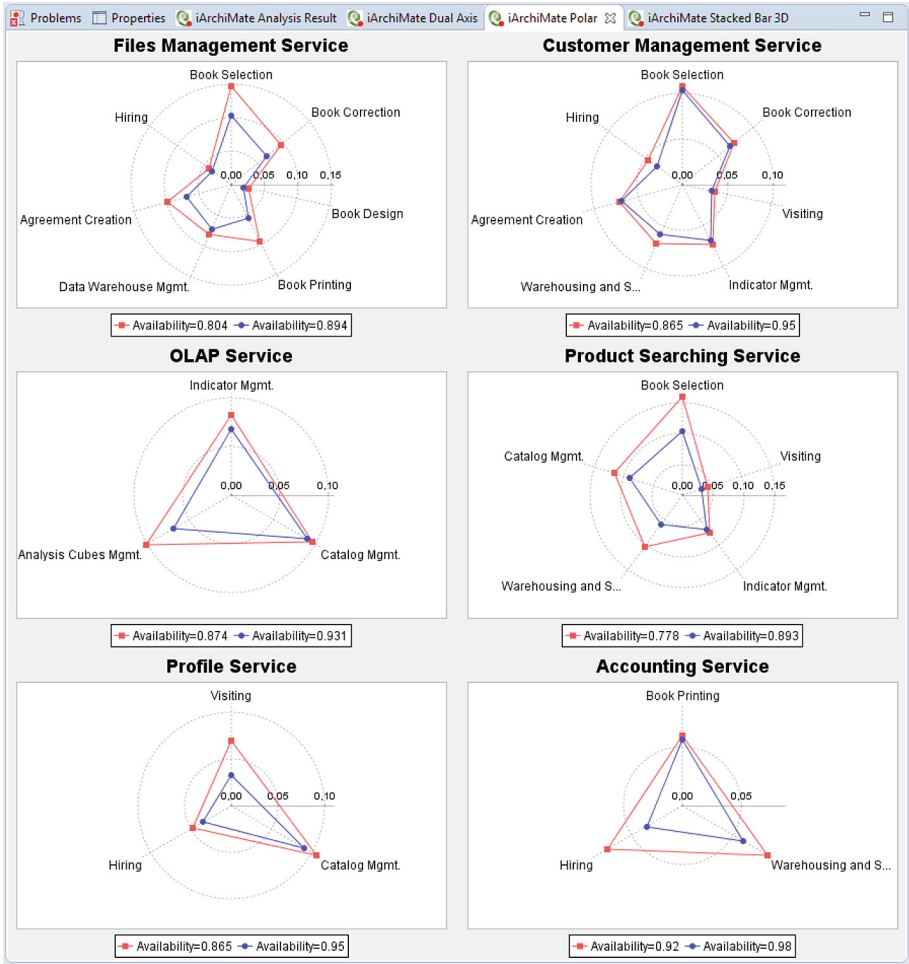 Problems Properties iArchiMate Analysis Result iArchiMate Dual Axis iArchiMate Polar iArchiMate Stacked Bar 3D
Files Management Service
Book Selection
Book Correction
Hiring
0,00 0,05 0,10 0,15
Agreement Creation
Book Design
Data Warehouse Mgmt.
Book Printing
Availability=0.804 Availability=0.894
Customer Management Service
Book Selection
Book Correction
Hiring
0,00 0,05 0,10
Agreement Creation
Visiting
Warehousing and S...
Indicator Mgmt.
Availability=0.865 Availability=0.95
OLAP Service
Indicator Mgmt.
0,00 0,05 0,10
Analysis Cubes Mgmt.
Catalog Mgmt.
Availability=0.874 Availability=0.931
Product Searching Service
Book Selection
Catalog Mgmt.
Visiting
0,00 0,05 0,10 0,15
Warehousing and S...
Indicator Mgmt.
Availability=0.778 Availability=0.893
Profile Service
Visiting
0,00 0,05 0,10
Hiring
Catalog Mgmt.
Availability=0.865 Availability=0.95
Accounting Service
Book Printing
0,00 0,05
Hiring
Warehousing and S...
Availability=0.92 Availability=0.98